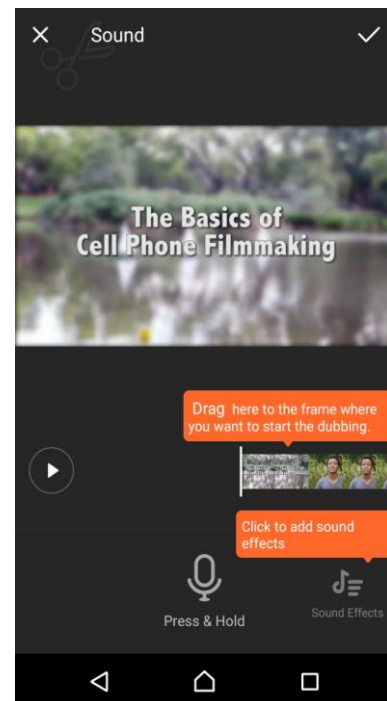 Sound
The Basics of
Cell Phone Filmmaking
Drag here to the frame where
you want to start the dubbing.
Click to add sound
effects
Press & Hold
Sound Effects